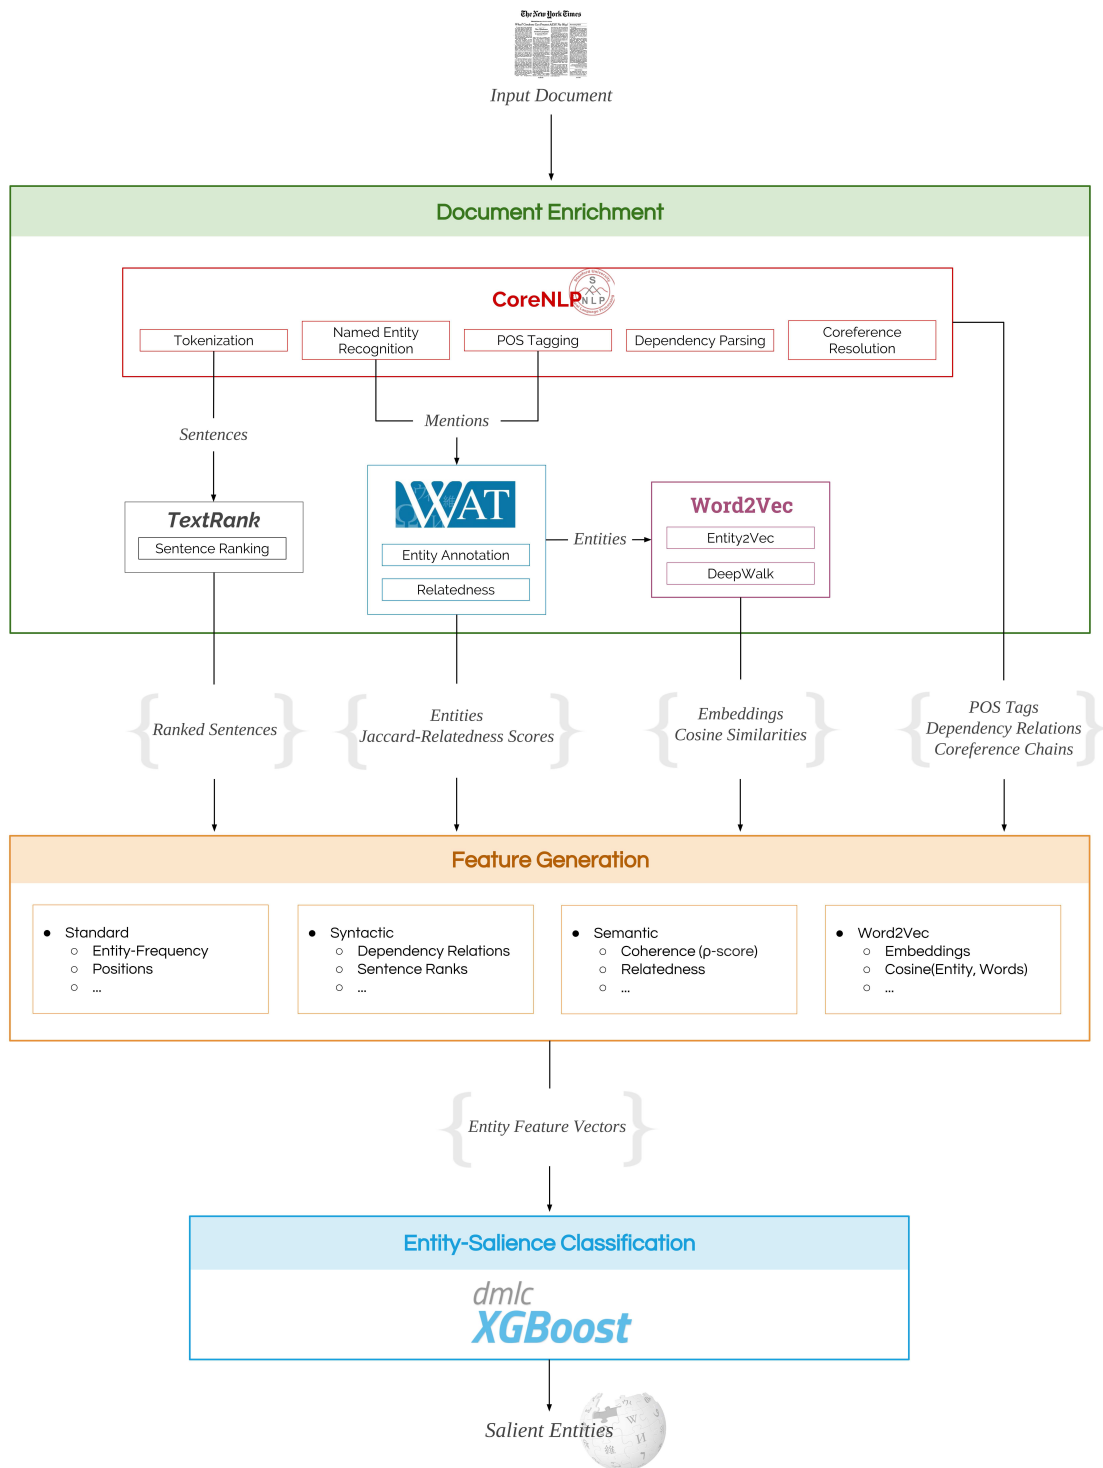 The New York Times
Input Document
Document Enrichment
CoreNLP
S
NLP
Tokenization
Named Entity
Recognition
POS Tagging
Dependency Parsing
Coreference
Resolution
Sentences
Mentions
TextRank
Sentence Ranking
WAT
Entity Annotation
Relatedness
Entities
Word2Vec
Entity2Vec
DeepWalk
Ranked Sentences
Entities
Jaccard-Relatedness Scores
Embeddings
Cosine Similarities
POS Tags
Dependency Relations
Coreference Chains
Feature Generation
● Standard
○ Entity-Frequency
○ Positions
○ ...
● Syntactic
○ Dependency Relations
○ Sentence Ranks
○ ...
● Semantic
○ Coherence (ρ-score)
○ Relatedness
○ ...
● Word2Vec
○ Embeddings
○ Cosine(Entity, Words)
○ ...
Entity Feature Vectors
Entity-Salience Classification
dmlc
XGBoost
Salient Entities